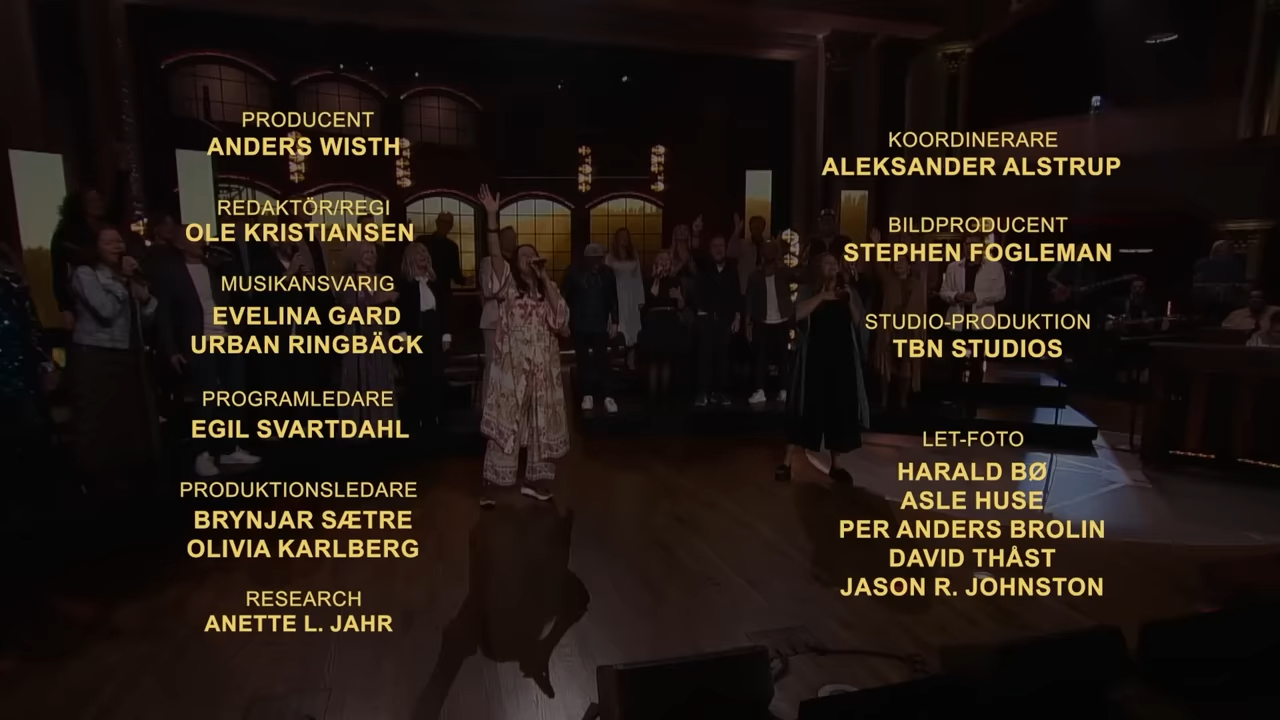 PRODUCENT
ANDERS WISTH
REDAKTÖR/REGI
OLE KRISTIANSEN
MUSIKANSVARIG
EVELINA GARD
URBAN RINGBÄCK
PROGRAMLEDARE
EGIL SVARTDAHL
PRODUKTIONSLEDARE
BRYNJAR SÆTRE
OLIVIA KARLBERG
RESEARCH
ANETTE L. JAHR
KOORDINERARE
ALEKSANDER ALSTRUP
BILDPRODUCENT
STEPHEN FOGLEMAN
STUDIO-PRODUKTION
TBN STUDIOS
LET-FOTO
HARALD BØ
ASLE HUSE
PER ANDERS BROLIN
DAVID THÅST
JASON R. JOHNSTON